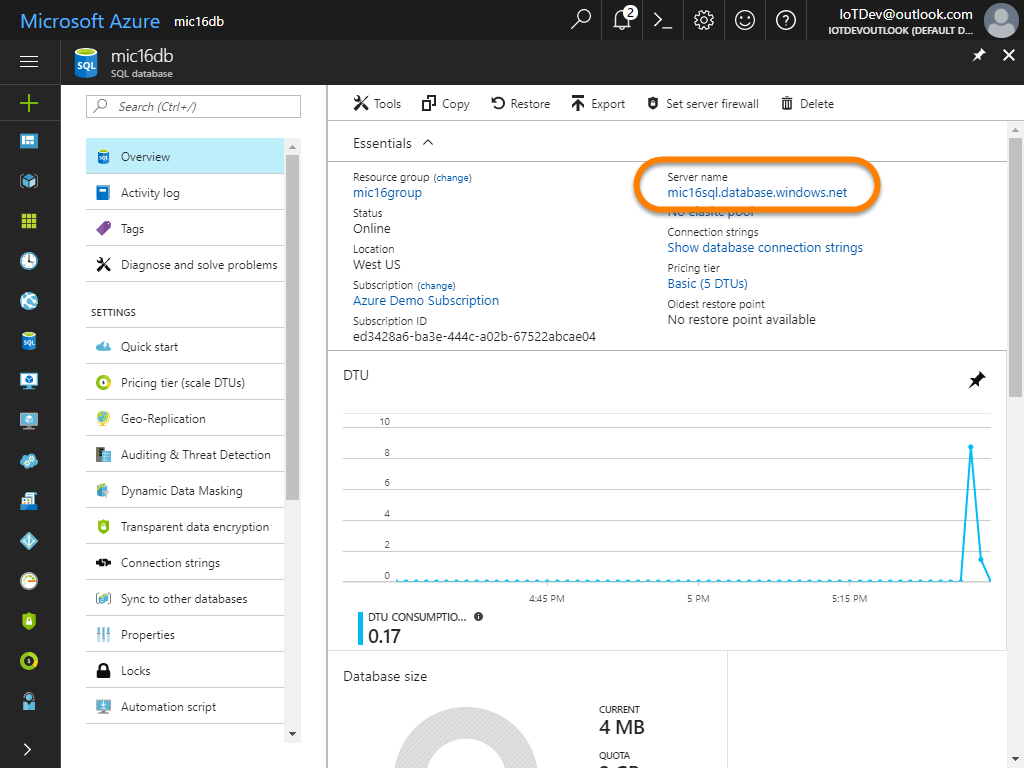 Microsoft Azure mic16db
2
IoTDev@outlook.com
IOTDEVOUTLOOK (DEFAULT D...
SQL
mic16db
SQL database
Search (Ctrl+/)
Overview
Activity log
Tags
Diagnose and solve problems
SETTINGS
Quick start
Pricing tier (scale DTUs)
Geo-Replication
Auditing & Threat Detection
Dynamic Data Masking
Transparent data encryption
Connection strings
Sync to other databases
Properties
Locks
Automation script
Tools Copy Restore Export Set server firewall Delete
Essentials
Resource group (change)
mic16group
Status
Online
Location
West US
Subscription (change)
Azure Demo Subscription
Subscription ID
ed3428a6-ba3e-444c-a02b-67522abcae04
Server name
mic16sql.database.windows.net
No elastic pool
Connection strings
Show database connection strings
Pricing tier
Basic (5 DTUs)
Oldest restore point
No restore point available
DTU
10
8
6
4
2
0
4:45 PM 5 PM 5:15 PM
DTU CONSUMPTIO...
0.17
Database size
CURRENT
4 MB
QUOTA